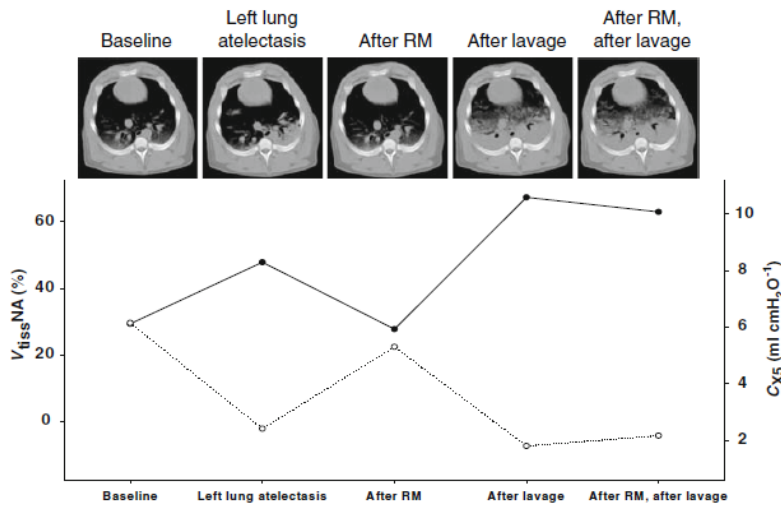 Baseline
Left lung
atelectasis
After RM
After lavage
After RM,
after lavage
60
40
20
0
VtissNA (%)
10
8
6
4
2
CX5 (ml cmH2O-1)
Baseline
Left lung atelectasis
After RM
After lavage
After RM, after lavage